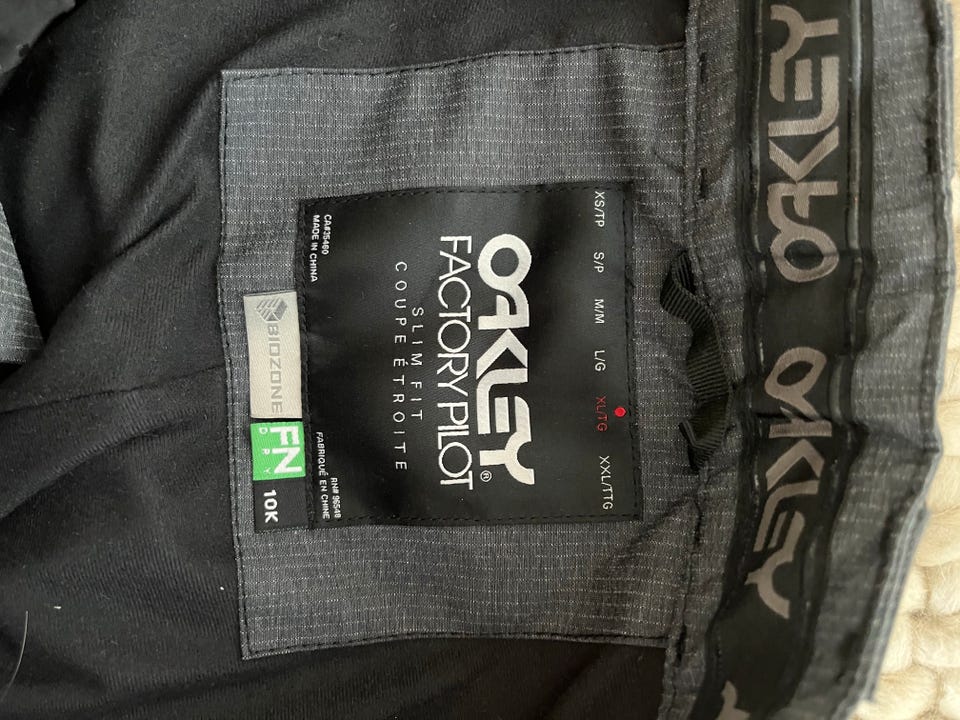 XS/TP S/P M/M L/G XL/TG XXL/TTG
OAKLEY®
FACTORY PILOT
SLIM FIT
COUPE ÉTROITE
CA#35460
MADE IN CHINA
RN# 96548
FABRIQUÉ EN CHINE
BIOZONE
FN
DRY
10K
OAKLEY
OAKLEY